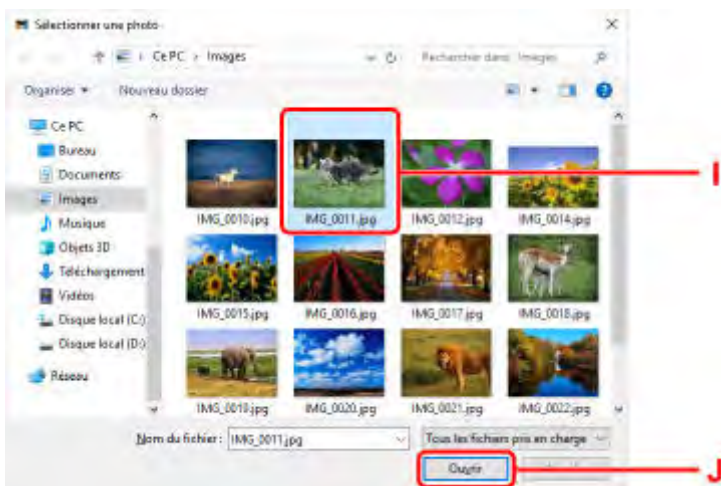 Sélectionner une photo
Ce PC › Images
Rechercher dans : Images
Organiser
Nouveau dossier
Ce PC
Bureau
Documents
Images
Musique
Objets 3D
Téléchargement
Vidéos
Disque local (C:)
Disque local (D:)
Réseau
IMG_0010.jpg
IMG_0011.jpg
IMG_0012.jpg
IMG_0014.jpg
I
IMG_0015.jpg
IMG_0016.jpg
IMG_0017.jpg
IMG_0018.jpg
IMG_0019.jpg
IMG_0020.jpg
IMG_0021.jpg
IMG_0022.jpg
Nom du fichier : IMG_0011.jpg
Tous les fichiers pris en charge
Ouvrir
J